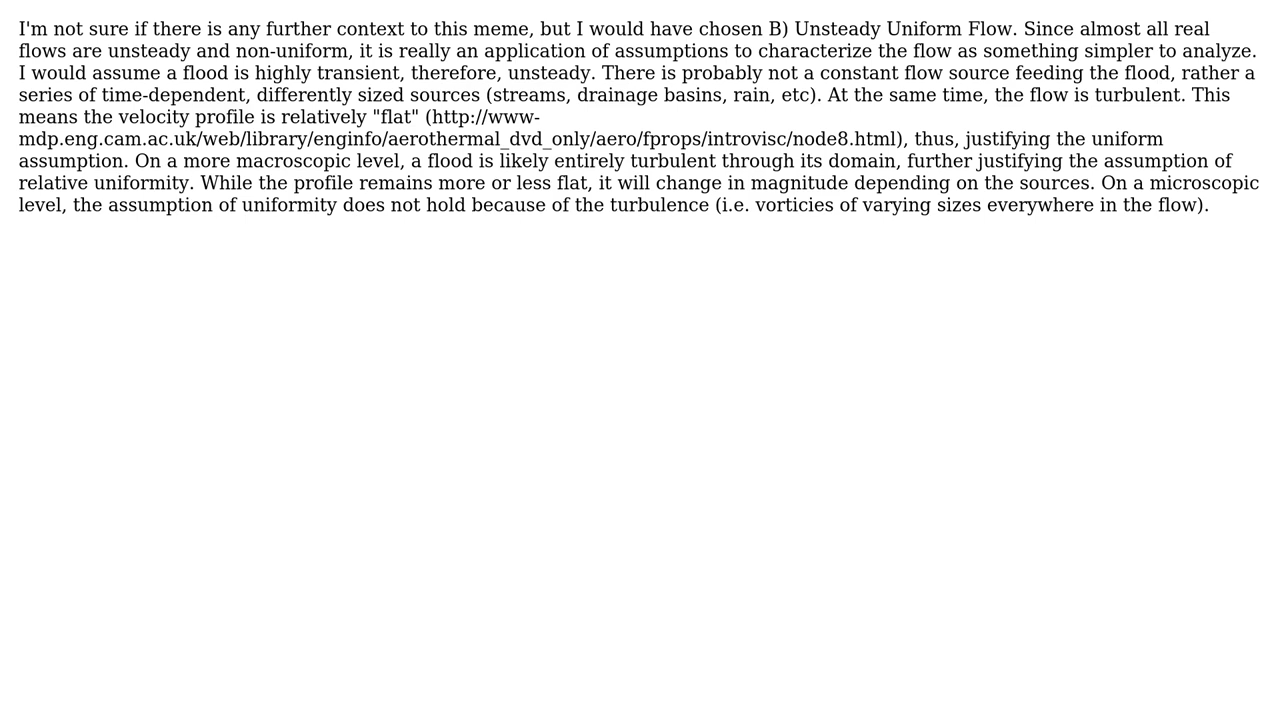 I'm not sure if there is any further context to this meme, but I would have chosen B) Unsteady Uniform Flow. Since almost all real
flows are unsteady and non-uniform, it is really an application of assumptions to characterize the flow as something simpler to analyze.
I would assume a flood is highly transient, therefore, unsteady. There is probably not a constant flow source feeding the flood, rather a
series of time-dependent, differently sized sources (streams, drainage basins, rain, etc). At the same time, the flow is turbulent. This
means the velocity profile is relatively "flat" (http://www-
mdp.eng.cam.ac.uk/web/library/enginfo/aerothermal_dvd_only/aero/fprops/introvisc/node8.html), thus, justifying the uniform
assumption. On a more macroscopic level, a flood is likely entirely turbulent through its domain, further justifying the assumption of
relative uniformity. While the profile remains more or less flat, it will change in magnitude depending on the sources. On a microscopic
level, the assumption of uniformity does not hold because of the turbulence (i.e. vorticies of varying sizes everywhere in the flow).